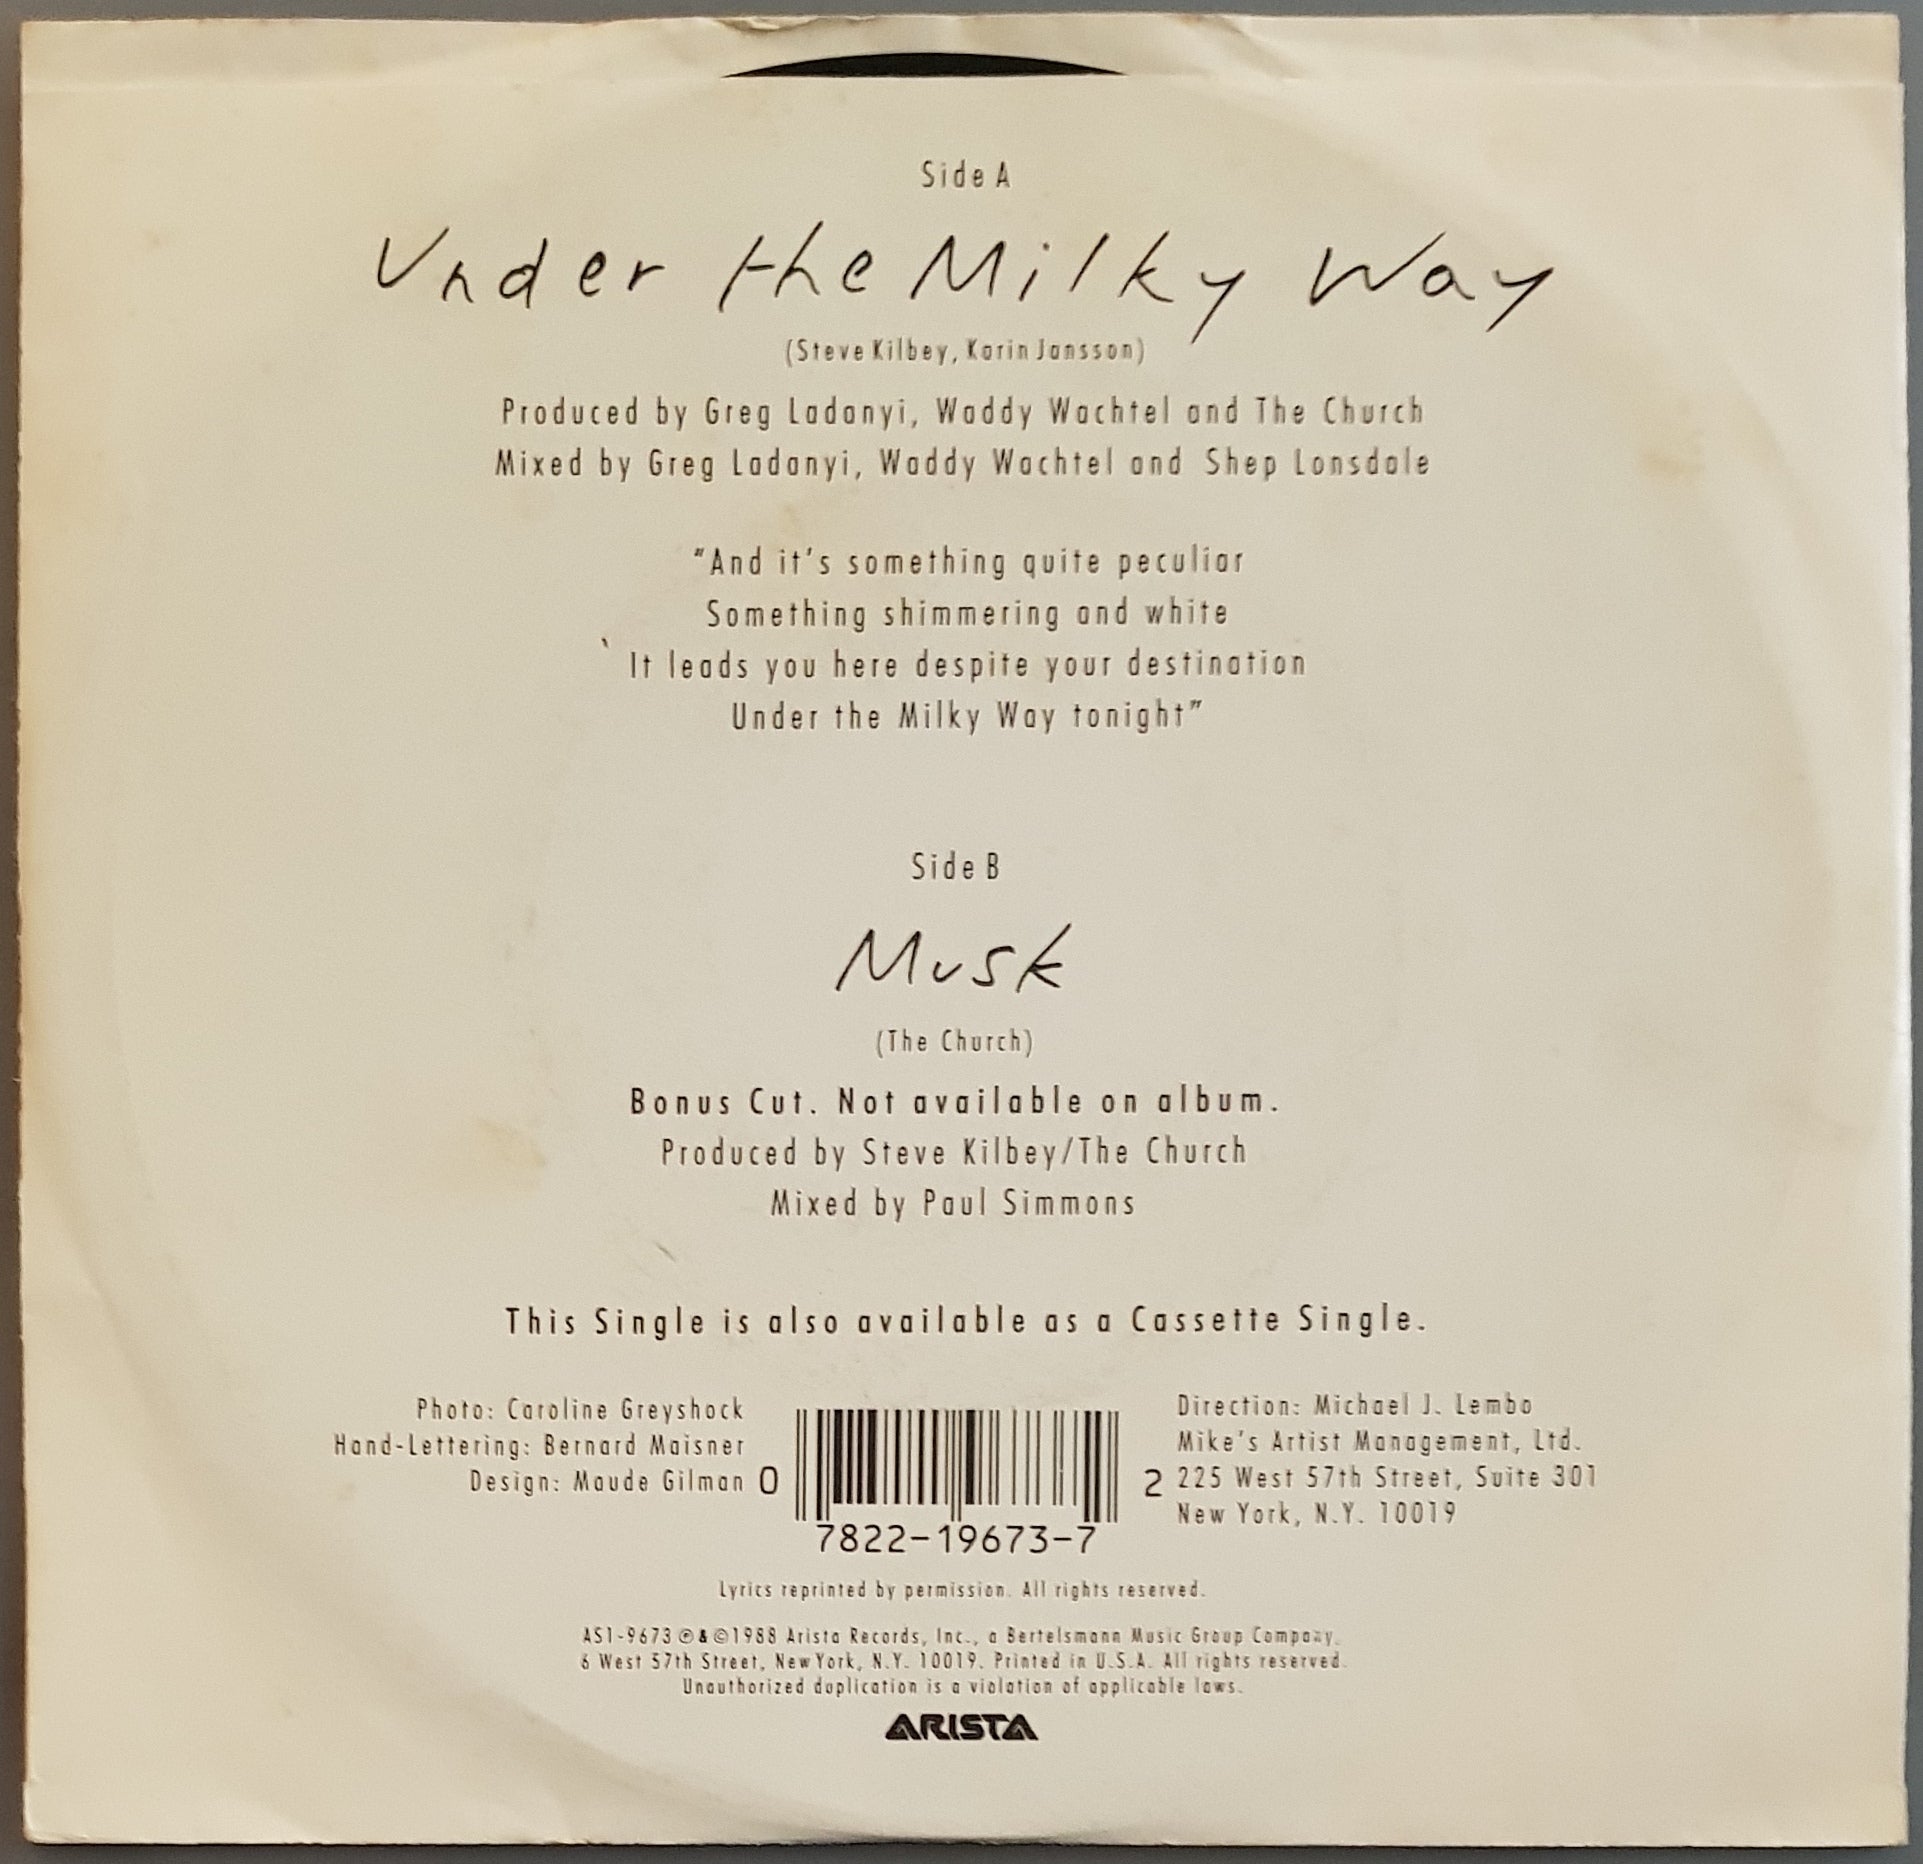 Side A
Under the Milky Way
(Steve Kilbey, Karin Jansson)
Produced by Greg Ladanyi, Waddy Wachtel and The Church
Mixed by Greg Ladanyi, Waddy Wachtel and Shep Lonsdale
"And it's something quite peculiar
Something shimmering and white
It leads you here despite your destination
Under the Milky Way tonight"
Side B
Musk
(The Church)
Bonus Cut. Not available on album.
Produced by Steve Kilbey/The Church
Mixed by Paul Simmons
This Single is also available as a Cassette Single.
Photo: Caroline Greyshock
Hand-Lettering: Bernard Maisner
Design: Maude Gilman
0 7822-19673-7 2
Direction: Michael J. Lembo
Mike's Artist Management, Ltd.
225 West 57th Street, Suite 301
New York, N.Y. 10019
Lyrics reprinted by permission. All rights reserved.
AS1-9673 ℗&©1988 Arista Records, Inc., a Bertelsmann Music Group Company.
6 West 57th Street, New York, N.Y. 10019. Printed in U.S.A. All rights reserved.
Unauthorized duplication is a violation of applicable laws.
ARISTA